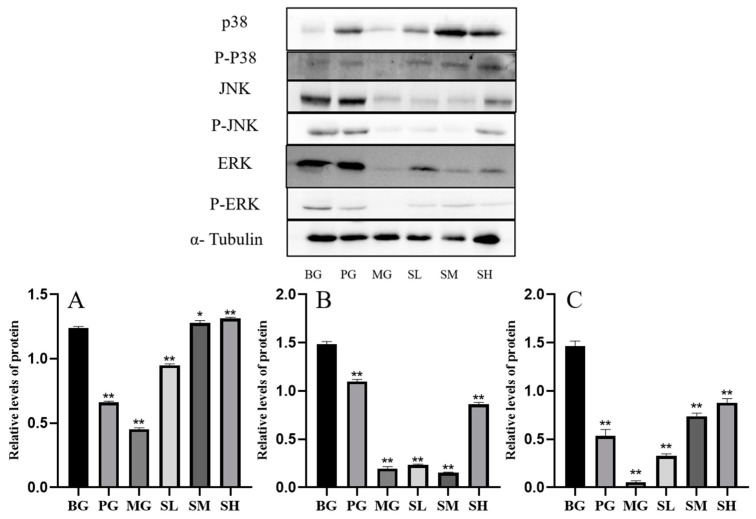 p38
P-P38
JNK
P-JNK
ERK
P-ERK
α- Tubulin
BG PG MG SL SM SH
A
Relative levels of protein
1.5
1.0
0.5
0.0
** ** ** * **
BG PG MG SL SM SH
B
Relative levels of protein
2.0
1.5
1.0
0.5
0.0
** ** ** ** **
BG PG MG SL SM SH
C
Relative levels of protein
2.0
1.5
1.0
0.5
0.0
** ** ** ** **
BG PG MG SL SM SH